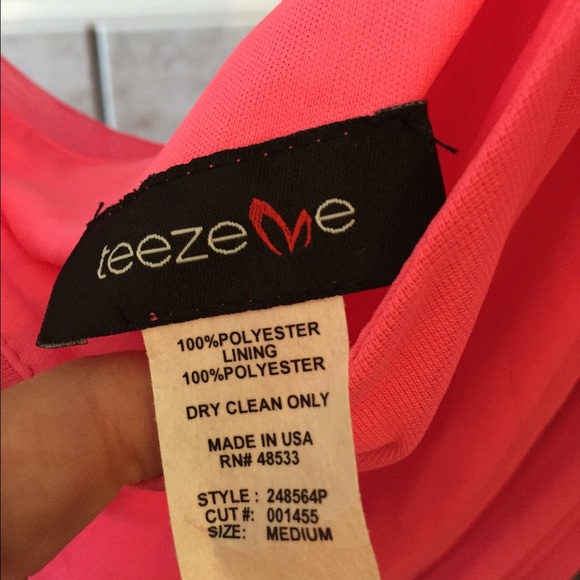 teezeMe
100%POLYESTER
LINING
100%POLYESTER
DRY CLEAN ONLY
MADE IN USA
RN# 48533
STYLE : 248564P
CUT #: 001455
SIZE: MEDIUM